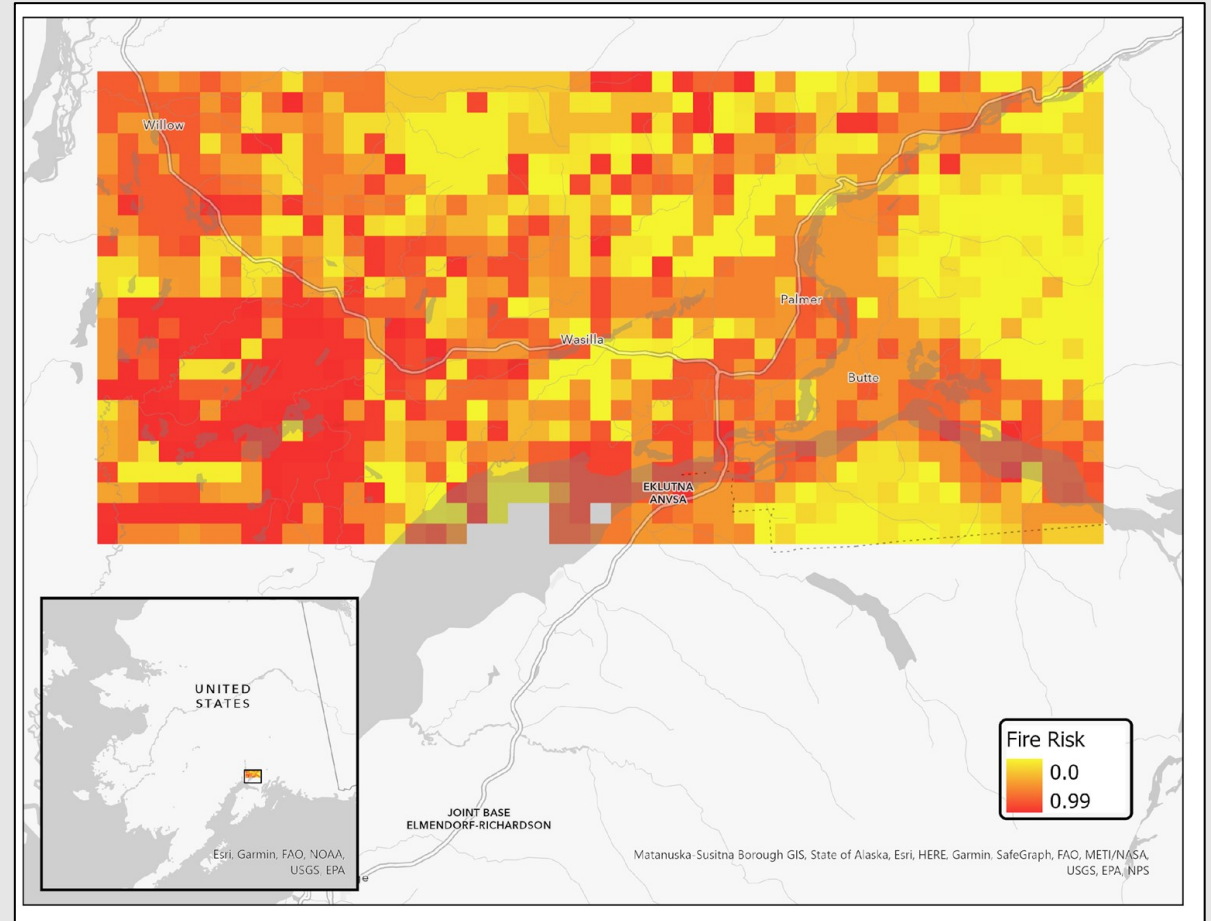 Willow
Palmer
Wasilla
Butte
EKLUTNA
ANVSA
UNITED
STATES
Fire Risk
0.0
0.99
JOINT BASE
ELMENDORF-RICHARDSON
Esri, Garmin, FAO, NOAA,
USGS, EPA
Matanuska-Susitna Borough GIS, State of Alaska, Esri, HERE, Garmin, SafeGraph, FAO, METI/NASA,
USGS, EPA, NPS